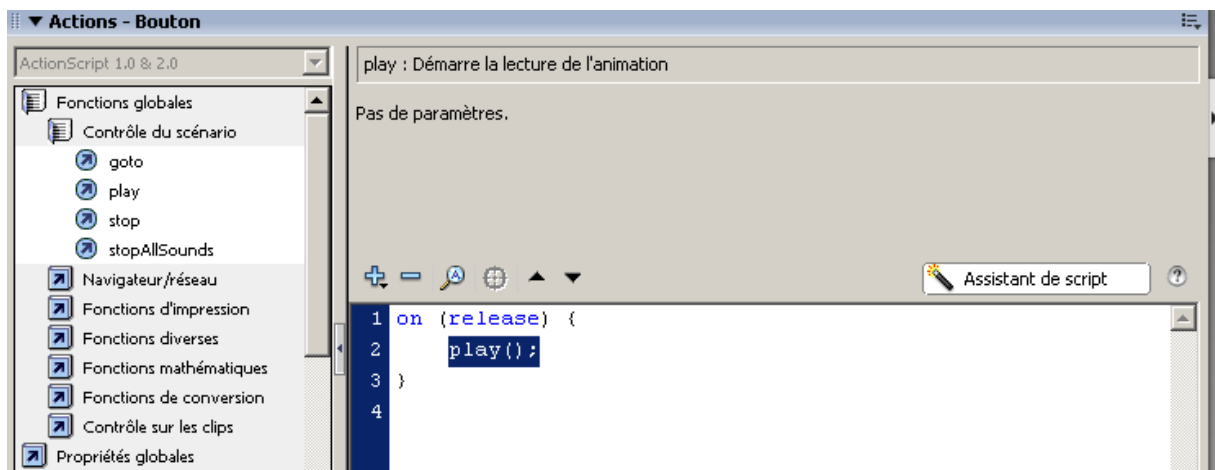 Actions - Bouton
ActionScript 1.0 & 2.0
Fonctions globales
Contrôle du scénario
goto
play
stop
stopAllSounds
Navigateur/réseau
Fonctions d'impression
Fonctions diverses
Fonctions mathématiques
Fonctions de conversion
Contrôle sur les clips
Propriétés globales
play : Démarre la lecture de l'animation
Pas de paramètres.
Assistant de script
1 on (release) {
2 play();
3 }
4